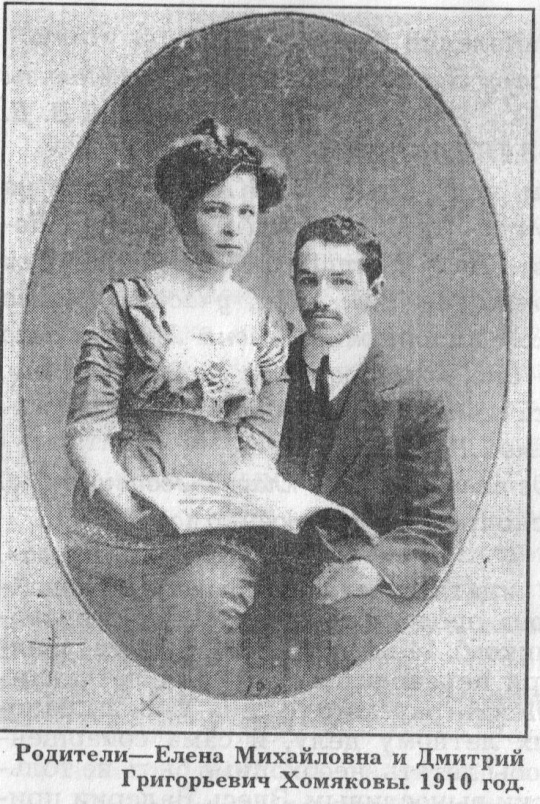 Родители—Елена Михайловна и Дмитрий
Григорьевич Хомяковы. 1910 год.